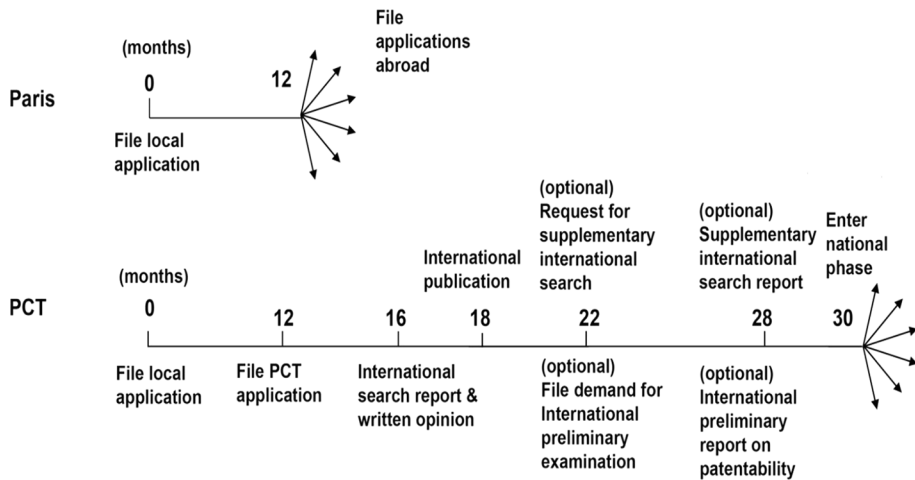 File
applications
abroad
(months)
0
12
Paris
File local
application
(optional)
Request for
supplementary
international
search
(optional)
Supplementary
international
search report
Enter
national
phase
International
publication
(months)
PCT
0
12
16
18
22
28
30
File local
application
File PCT
application
International
search report &
written opinion
(optional)
File demand for
International
preliminary
examination
(optional)
International
preliminary
report on
patentability